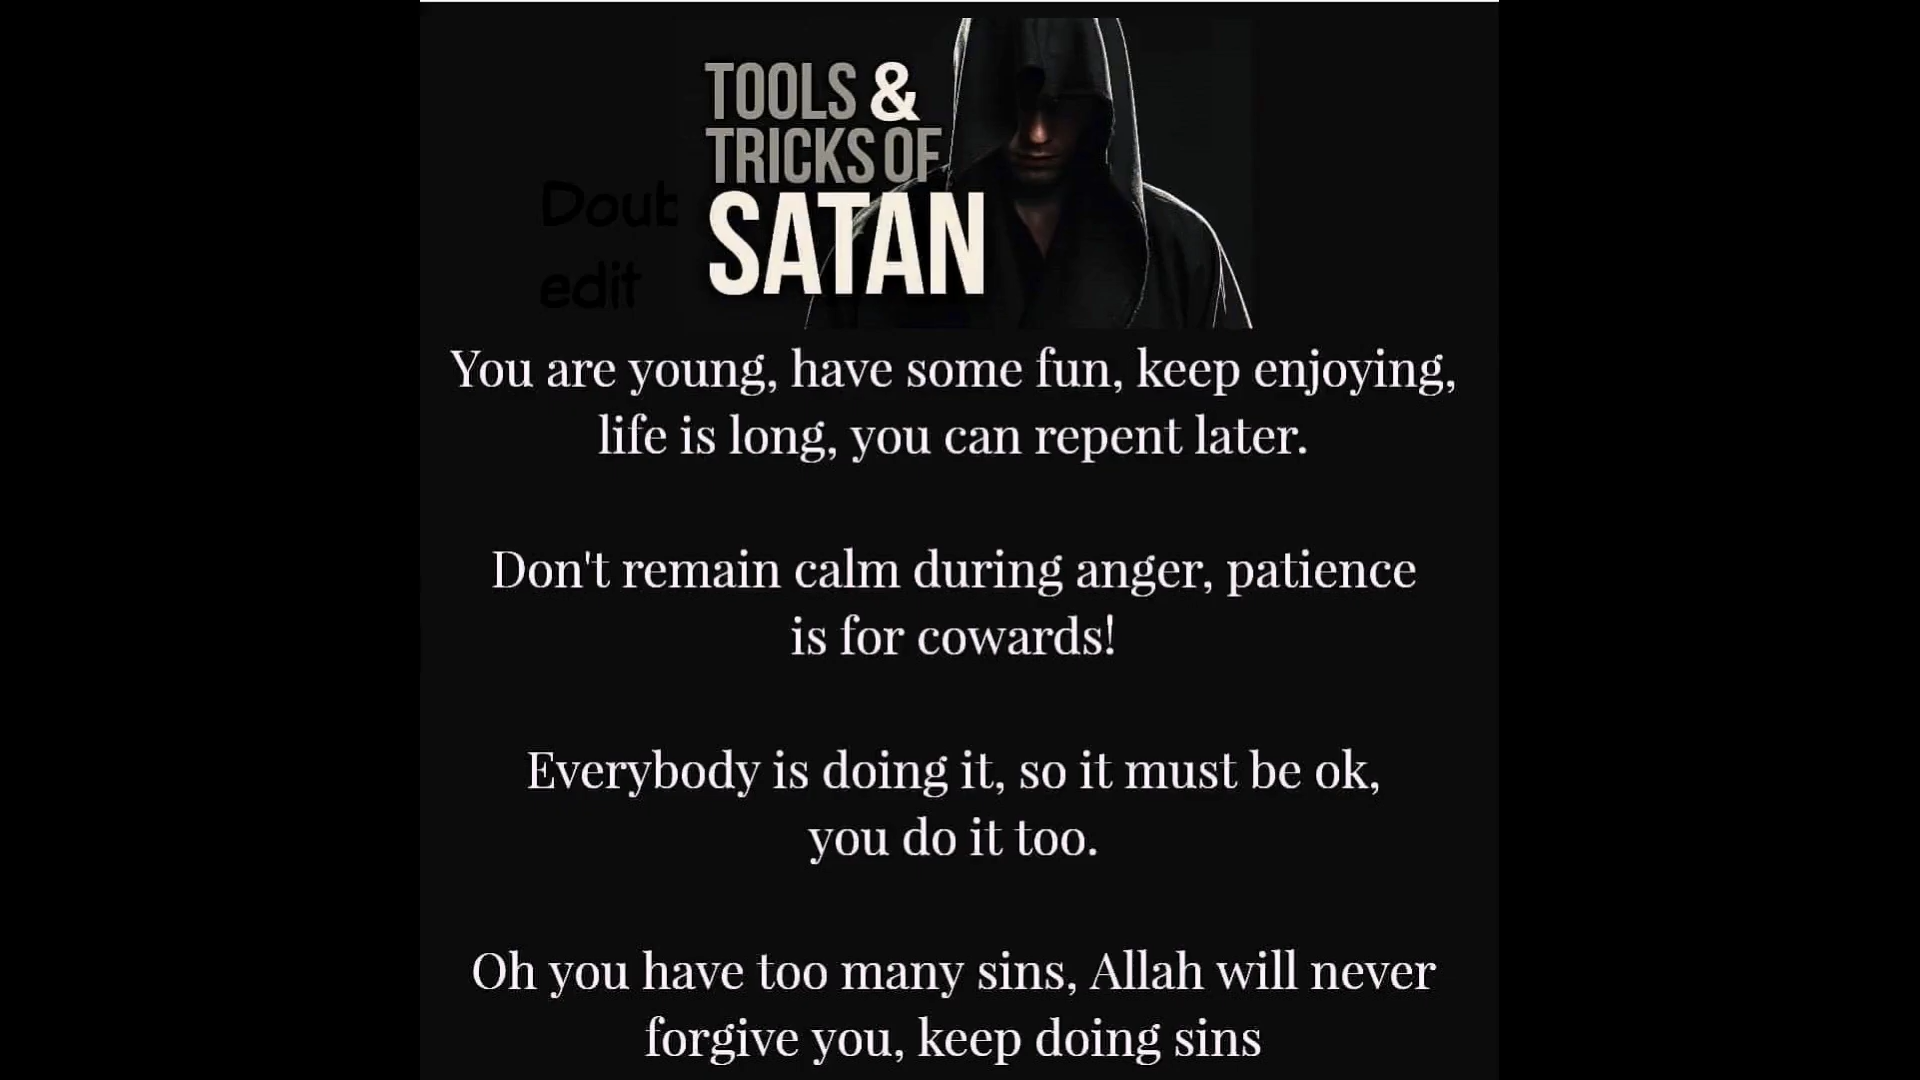 TOOLS &
TRICKS OF
SATAN
edit
You are young, have some fun, keep enjoying,
life is long, you can repent later.
Don't remain calm during anger, patience
is for cowards!
Everybody is doing it, so it must be ok,
you do it too.
Oh you have too many sins, Allah will never
forgive you, keep doing sins